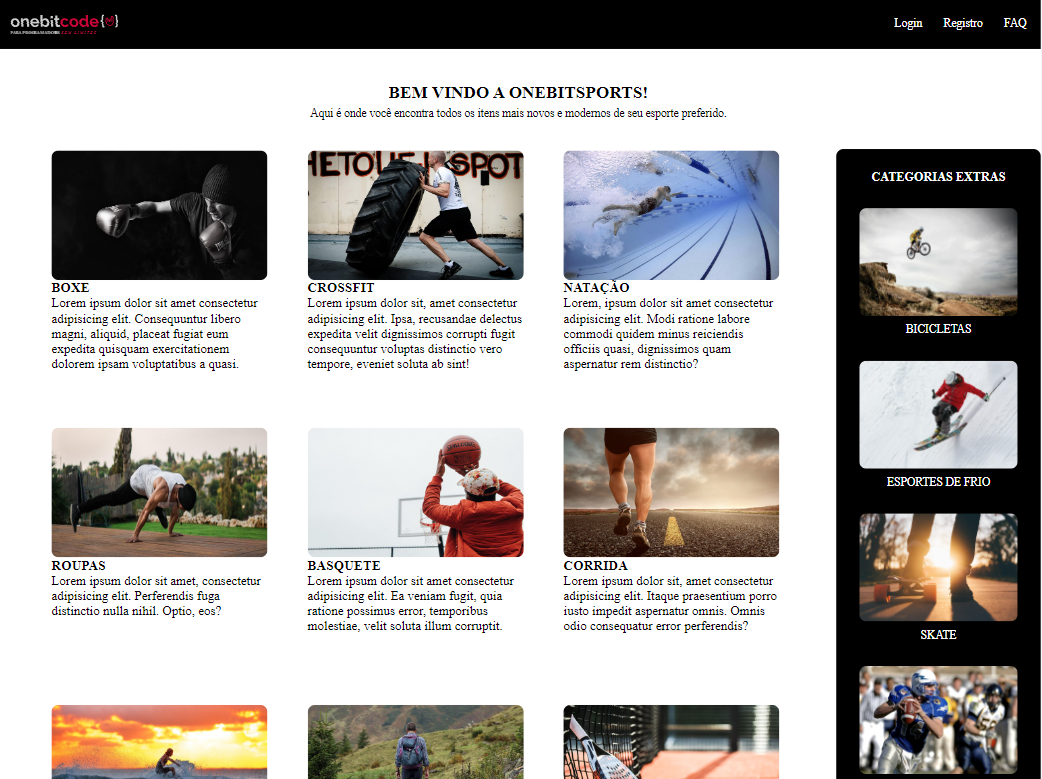 onebitcode{}
PARA PROGRAMADORES SEM LIMITES
Login Registro FAQ
BEM VINDO A ONEBITSPORTS!
Aqui é onde você encontra todos os itens mais novos e modernos de seu esporte preferido.
HETOUF SPOT
BOXE
Lorem ipsum dolor sit amet consectetur
adipisicing elit. Consequuntur libero
magni, aliquid, placeat fugiat eum
expedita quisquam exercitationem
dolorem ipsam voluptatibus a quasi.
CROSSFIT
Lorem ipsum dolor sit, amet consectetur
adipisicing elit. Ipsa, recusandae delectus
expedita velit dignissimos corrupti fugit
consequuntur voluptas distinctio vero
tempore, eveniet soluta ab sint!
NATAÇÃO
Lorem, ipsum dolor sit amet consectetur
adipisicing elit. Modi ratione labore
commodi quidem minus reiciendis
officiis quasi, dignissimos quam
aspernatur rem distinctio?
SPALDING
ROUPAS
Lorem ipsum dolor sit amet, consectetur
adipisicing elit. Perferendis fuga
distinctio nulla nihil. Optio, eos?
BASQUETE
Lorem ipsum dolor sit amet consectetur
adipisicing elit. Ea veniam fugit, quia
ratione possimus error, temporibus
molestiae, velit soluta illum corruptit.
CORRIDA
Lorem ipsum dolor sit, amet consectetur
adipisicing elit. Itaque praesentium porro
iusto impedit aspernatur omnis. Omnis
odio consequatur error perferendis?
CATEGORIAS EXTRAS
BICICLETAS
ESPORTES DE FRIO
SKATE